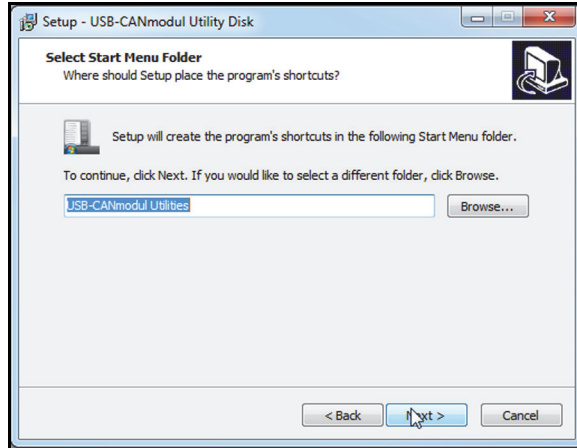 Setup - USB-CANmodul Utility Disk
Select Start Menu Folder
Where should Setup place the program's shortcuts?
Setup will create the program's shortcuts in the following Start Menu folder.
To continue, click Next. If you would like to select a different folder, click Browse.
USB-CANmodul Utilities
Browse...
< Back
Next >
Cancel